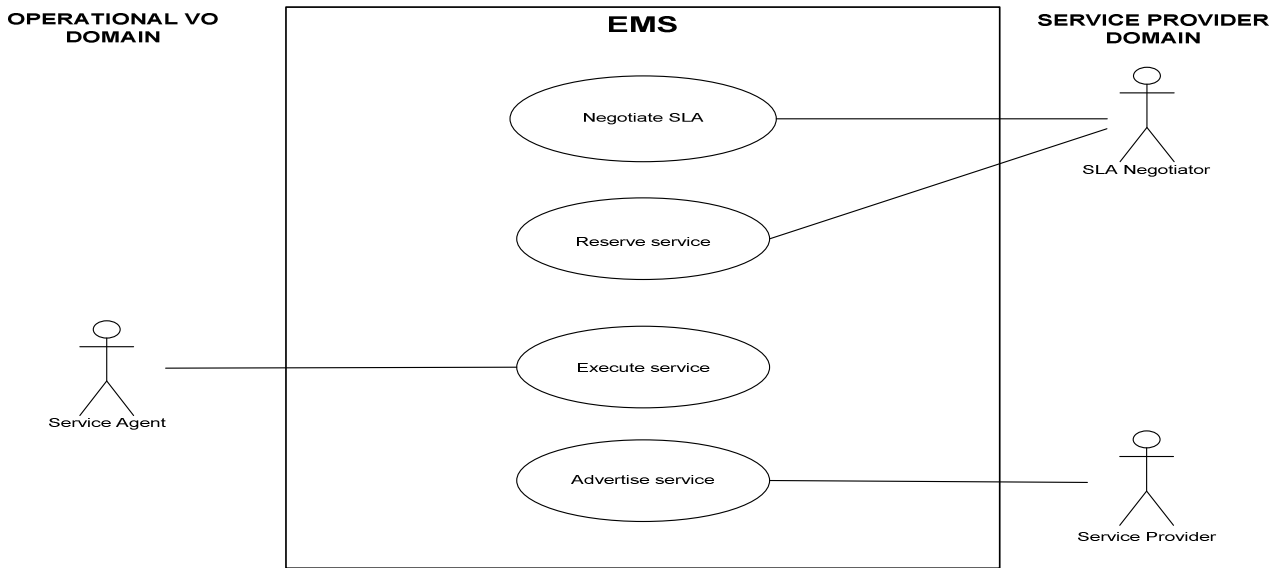 OPERATIONAL VO
DOMAIN
EMS
SERVICE PROVIDER
DOMAIN
Negotiate SLA
SLA Negotiator
Reserve service
Execute service
Service Agent
Advertise service
Service Provider